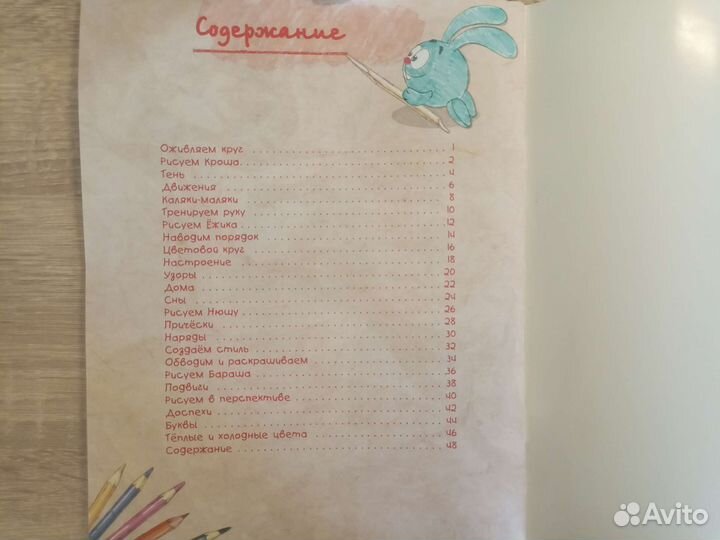 Содержание
Оживляем круг 1
Рисуем Кроша 2
Тень 4
Движения 6
Каляки-маляки 8
Тренируем руку 10
Рисуем Ёжика 12
Наводим порядок 14
Цветовой круг 16
Настроение 18
Узоры 20
Дома 22
Сны 24
Рисуем Нюшу 26
Причёски 28
Наряды 30
Создаём стиль 32
Обводим и раскрашиваем 34
Рисуем Бараша 36
Подвиги 38
Рисуем в перспективе 40
Доспехи 42
Буквы 44
Тёплые и холодные цвета 46
Содержание 48
Avito